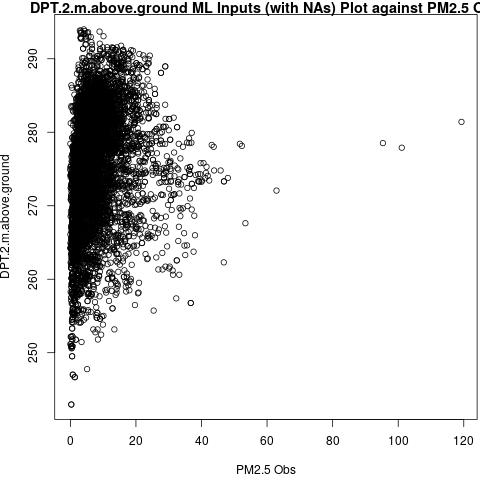 DPT.2.m.above.ground ML Inputs (with NAs) Plot against PM2.5 O
290
280
270
260
250
DPT.2.m.above.ground
0 20 40 60 80 100 120
PM2.5 Obs